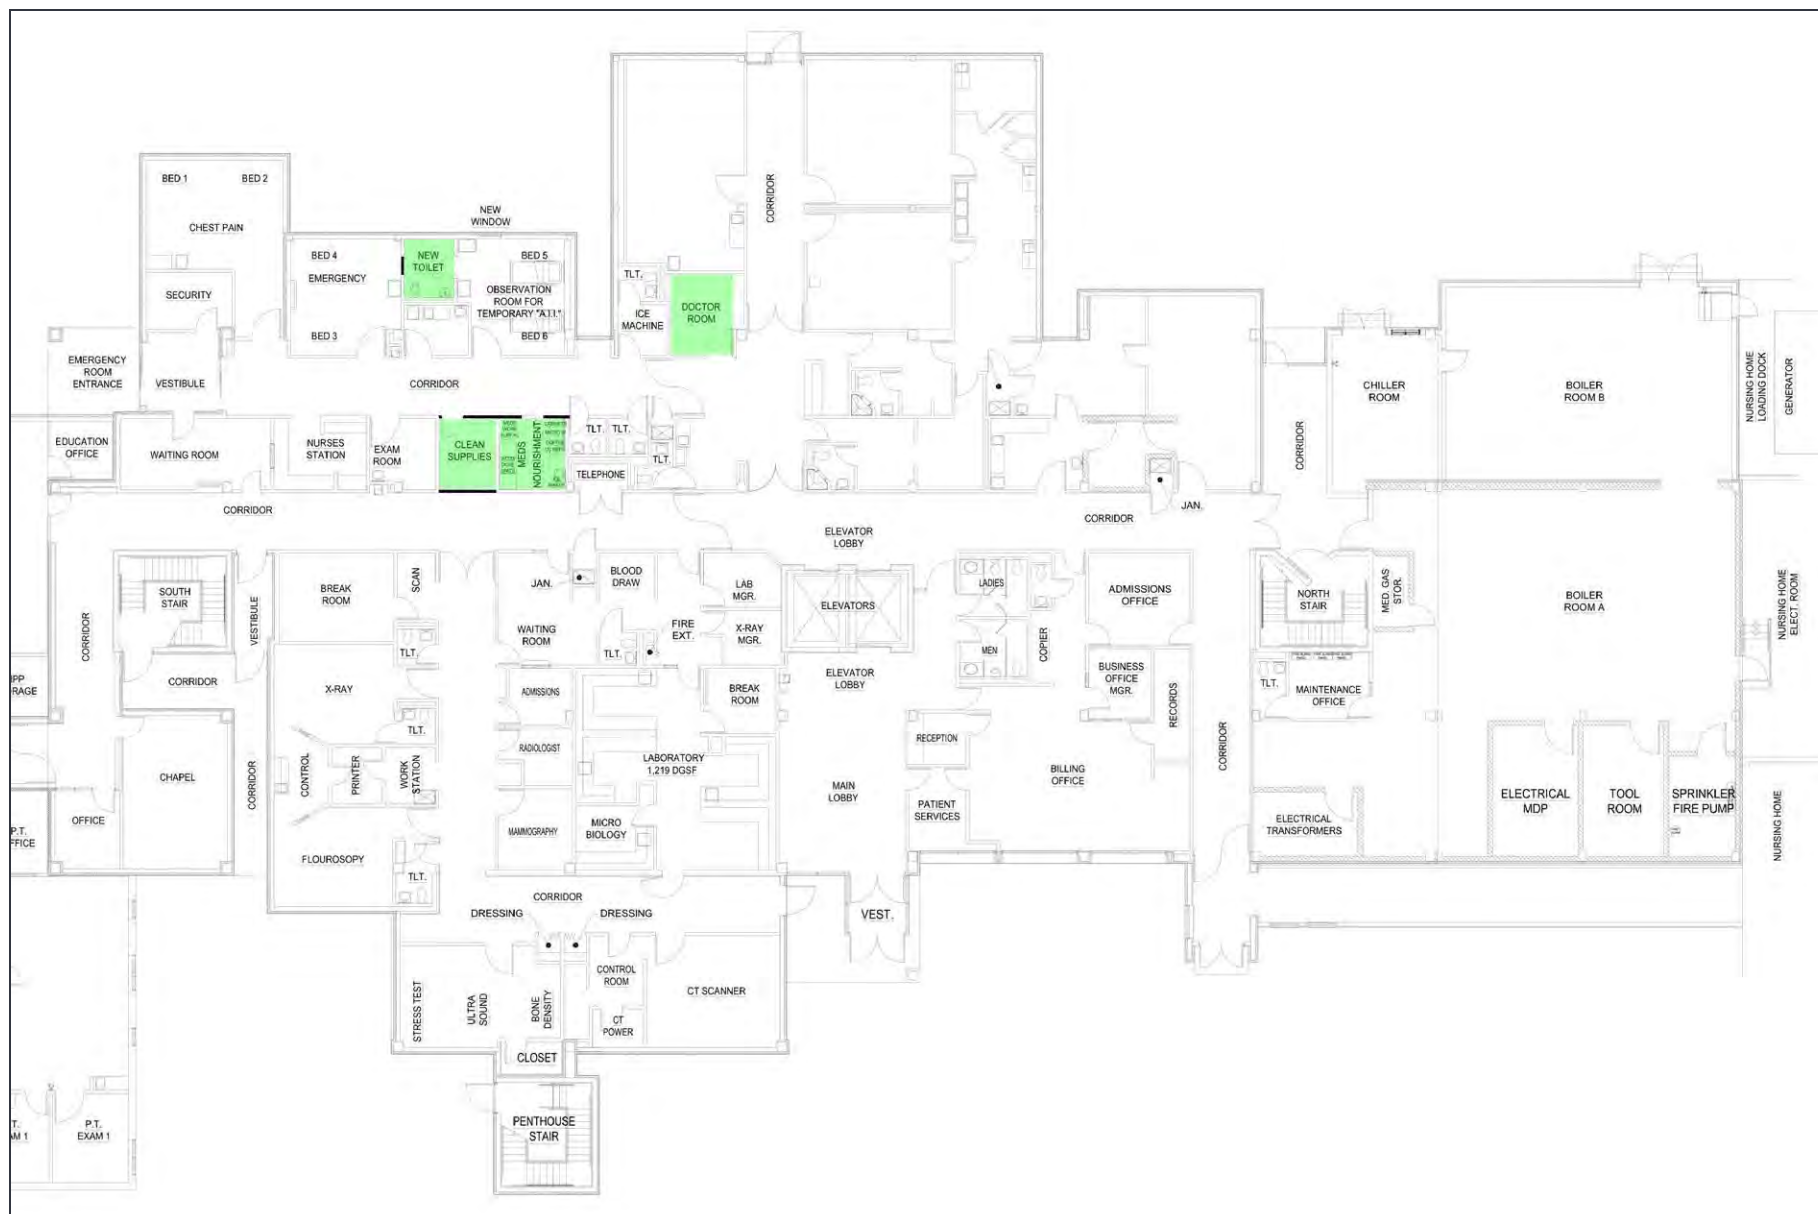 BED 1
BED 2
CHEST PAIN
SECURITY
NEW
WINDOW
BED 4
EMERGENCY
BED 3
NEW
TOILET
BED 5
OBSERVATION
ROOM FOR
TEMPORARY "A.I.I."
BED 6
TLT.
ICE
MACHINE
DOCTOR
ROOM
CORRIDOR
EMERGENCY
ROOM
ENTRANCE
VESTIBULE
CORRIDOR
CHILLER
ROOM
BOILER
ROOM B
NURSING HOME
LOADING DOCK
GENERATOR
EDUCATION
OFFICE
WAITING ROOM
NURSES
STATION
EXAM
ROOM
CLEAN
SUPPLIES
MEDS
NOURISHMENT
TLT.
TLT.
TLT.
TELEPHONE
CORRIDOR
CORRIDOR
ELEVATOR
LOBBY
CORRIDOR
JAN.
SOUTH
STAIR
VESTIBULE
BREAK
ROOM
SCAN
JAN.
BLOOD
DRAW
LAB
MGR.
ELEVATORS
LADIES
ADMISSIONS
OFFICE
NORTH
STAIR
MED. GAS
STOR.
BOILER
ROOM A
NURSING HOME
ELECT. ROOM
CORRIDOR
WAITING
ROOM
FIRE
EXT.
X-RAY
MGR.
MEN
COPIER
TLT.
TLT.
CORRIDOR
X-RAY
ADMISSIONS
BREAK
ROOM
ELEVATOR
LOBBY
BUSINESS
OFFICE
MGR.
RECORDS
TLT.
MAINTENANCE
OFFICE
PP
RAGE
TLT.
RADIOLOGIST
RECEPTION
CORRIDOR
CHAPEL
CORRIDOR
CONTROL
PRINTER
WORK
STATION
LABORATORY
1,219 DGSF
MAIN
LOBBY
BILLING
OFFICE
ELECTRICAL
MDP
TOOL
ROOM
SPRINKLER
FIRE PUMP
P.T.
FFICE
OFFICE
MAMMOGRAPHY
MICRO
BIOLOGY
PATIENT
SERVICES
ELECTRICAL
TRANSFORMERS
NURSING HOME
FLOUROSOPY
TLT.
CORRIDOR
DRESSING
DRESSING
VEST.
STRESS TEST
ULTRA
SOUND
BONE
DENSITY
CONTROL
ROOM
CT SCANNER
CT
POWER
CLOSET
PENTHOUSE
STAIR
T.
AM 1
P.T.
EXAM 1